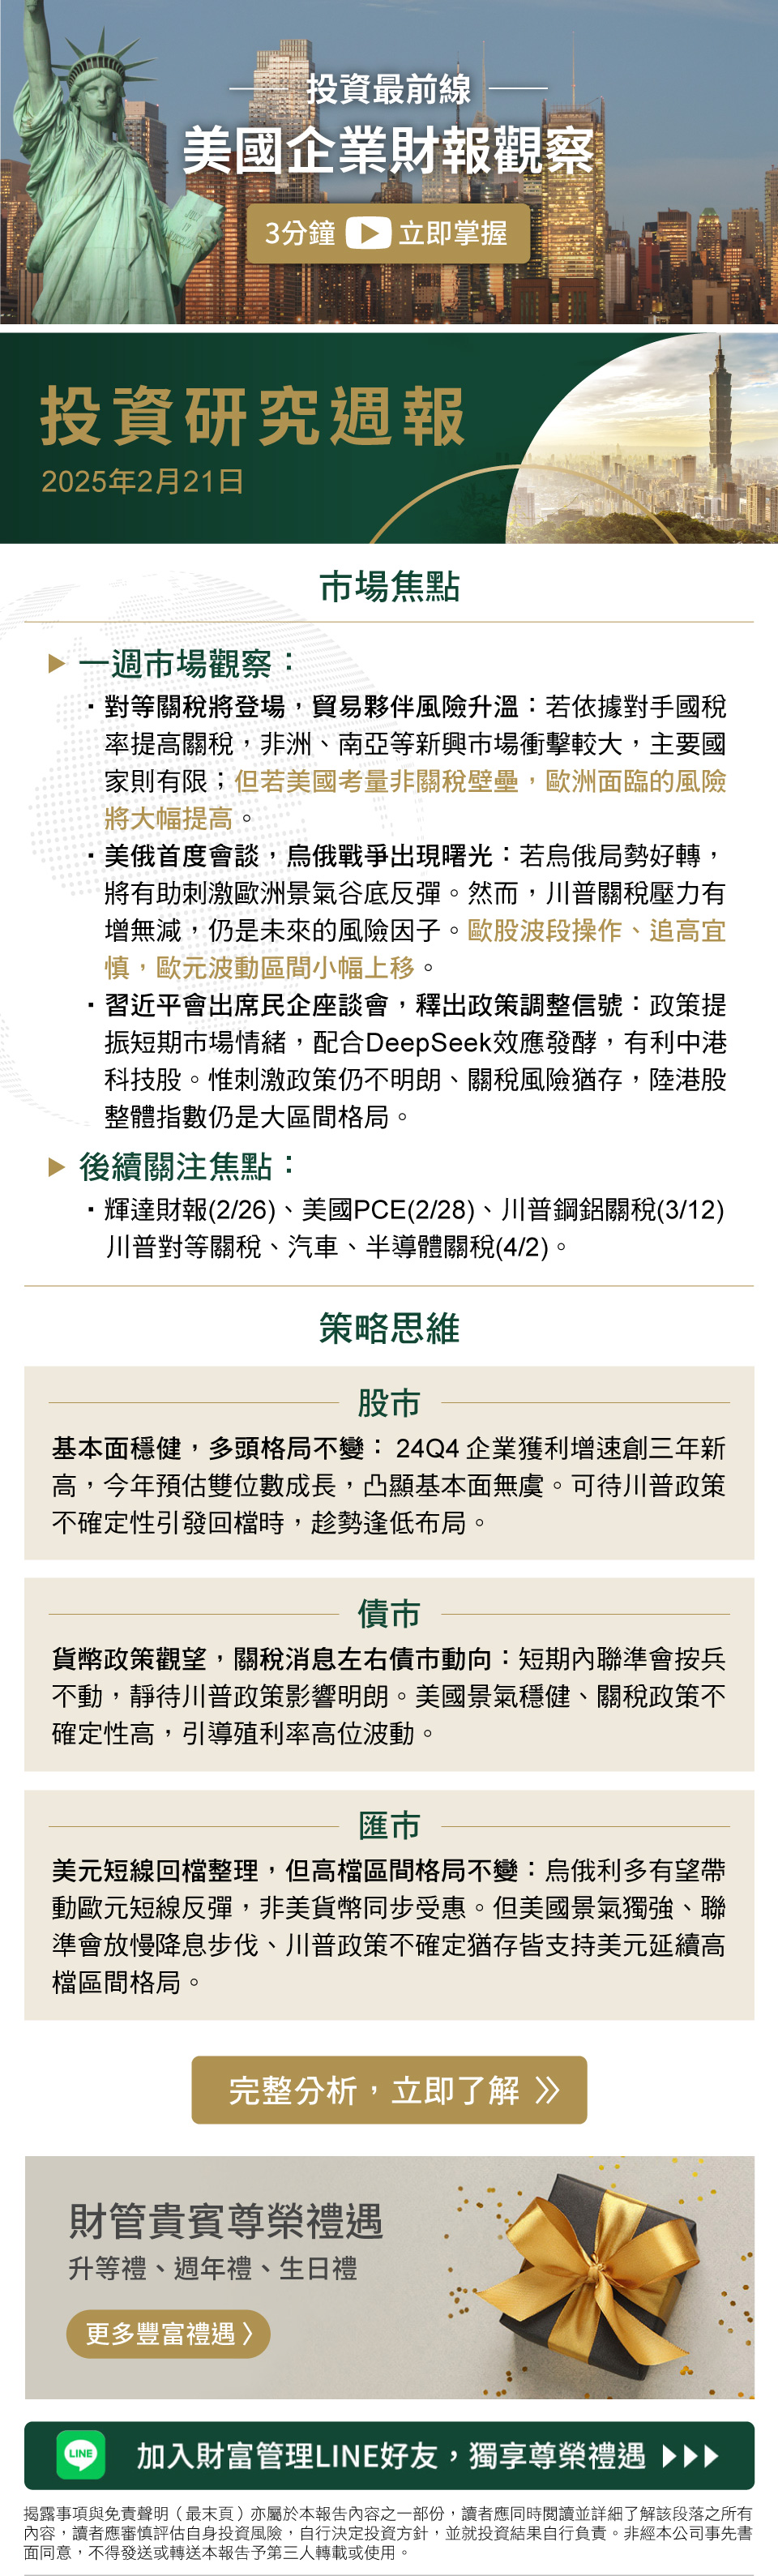 投資最前線
美國企業財報觀察
3分鐘 立即掌握
投資研究週報
2025年2月21日
市場焦點
一週市場觀察：
▪ 對等關稅將登場，貿易夥伴風險升溫：若依據對手國稅
率提高關稅，非洲、南亞等新興市場衝擊較大，主要國
家則有限；但若美國考量非關稅壁壘，歐洲面臨的風險
將大幅提高。
▪ 美俄首度會談，烏俄戰爭出現曙光：若烏俄局勢好轉，
將有助刺激歐洲景氣谷底反彈。然而，川普關稅壓力有
增無減，仍是未來的風險因子。歐股波段操作、追高宜
慎，歐元波動區間小幅上移。
▪ 習近平會出席民企座談會，釋出政策調整信號：政策提
振短期市場情緒，配合DeepSeek效應發酵，有利中港
科技股。惟刺激政策仍不明朗、關稅風險猶存，陸港股
整體指數仍是大區間格局。
後續關注焦點：
▪ 輝達財報(2/26)、美國PCE(2/28)、川普鋼鋁關稅(3/12)
川普對等關稅、汽車、半導體關稅(4/2)。
策略思維
股市
基本面穩健，多頭格局不變： 24Q4 企業獲利增速創三年新
高，今年預估雙位數成長，凸顯基本面無虞。可待川普政策
不確定性引發回檔時，趁勢逢低布局。
債市
貨幣政策觀望，關稅消息左右債市動向：短期內聯準會按兵
不動，靜待川普政策影響明朗。美國景氣穩健、關稅政策不
確定性高，引導殖利率高位波動。
匯市
美元短線回檔整理，但高檔區間格局不變：烏俄利多有望帶
動歐元短線反彈，非美貨幣同步受惠。但美國景氣獨強、聯
準會放慢降息步伐、川普政策不確定猶存皆支持美元延續高
檔區間格局。
完整分析，立即了解 》
財管貴賓尊榮禮遇
升等禮、週年禮、生日禮
更多豐富禮遇 〉
LINE 加入財富管理LINE好友，獨享尊榮禮遇 ▶▶▶
揭露事項與免責聲明（最末頁）亦屬於本報告內容之一部份，讀者應同時閱讀並詳細了解該段落之所有
內容，讀者應審慎評估自身投資風險，自行決定投資方針，並就投資結果自行負責。非經本公司事先書
面同意，不得發送或轉送本報告予第三人轉載或使用。